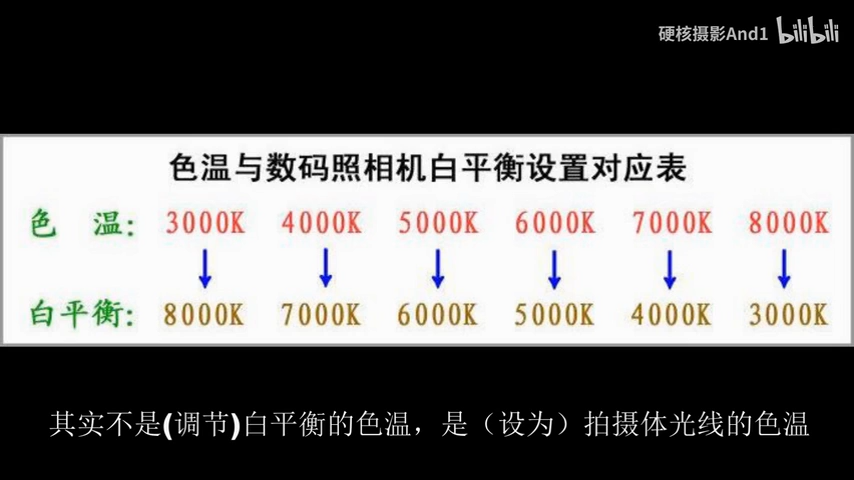 硬核摄影And1 bilibili
色温与数码照相机白平衡设置对应表
色 温: 3000K 4000K 5000K 6000K 7000K 8000K
白平衡: 8000K 7000K 6000K 5000K 4000K 3000K
其实不是(调节)白平衡的色温，是（设为）拍摄体光线的色温